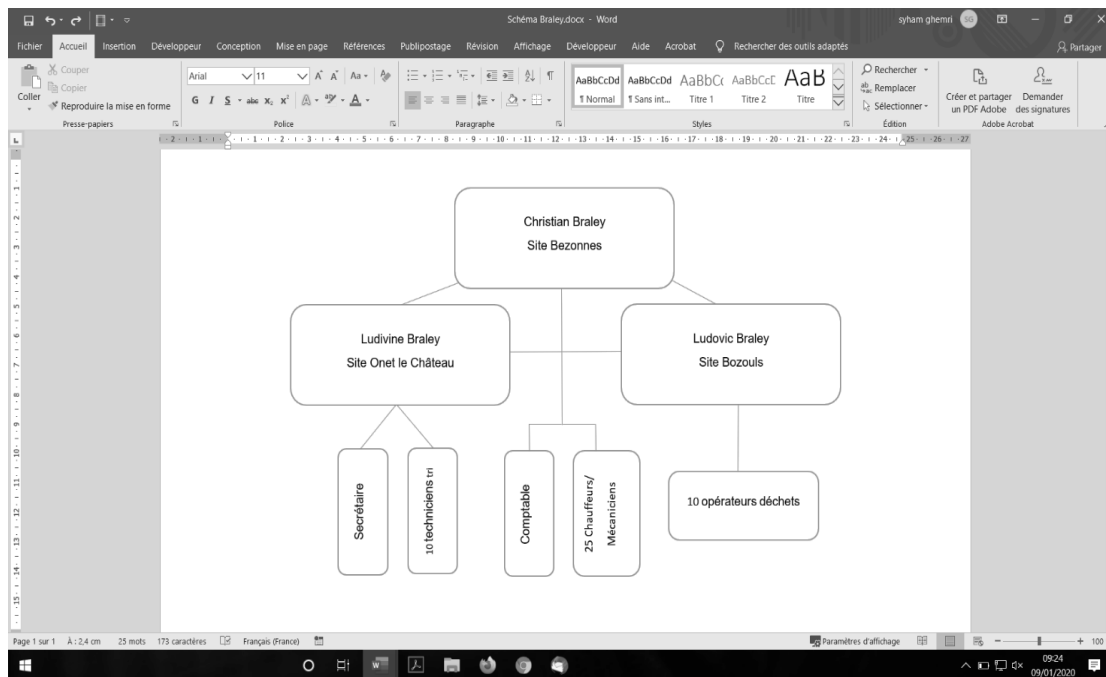 Schéma Braley.docx - Word
syham ghemri
SG
Fichier
Accueil
Insertion
Développeur
Conception
Mise en page
Références
Publipostage
Révision
Affichage
Développeur
Aide
Acrobat
Rechercher des outils adaptés
Partager
Coller
Couper
Copier
Reproduire la mise en forme
Presse-papiers
Arial
11
G I S abc x₂ x²
Police
Paragraphe
AaBbCcDd
¶ Normal
AaBbCcDd
¶ Sans int...
AaBbCc
Titre 1
AaBbCcE
Titre 2
AaB
Titre
Styles
Rechercher
Remplacer
Sélectionner
Édition
Créer et partager
un PDF Adobe
Demander
des signatures
Adobe Acrobat
Christian Braley
Site Bezonnes
Ludivine Braley
Site Onet le Château
Ludovic Braley
Site Bozouls
Secrétaire
10 techniciens tri
Comptable
25 Chauffeurs/
Mécaniciens
10 opérateurs déchets
Page 1 sur 1
À : 2,4 cm
25 mots
173 caractères
Français (France)
Paramètres d'affichage
100
09:24
09/01/2020